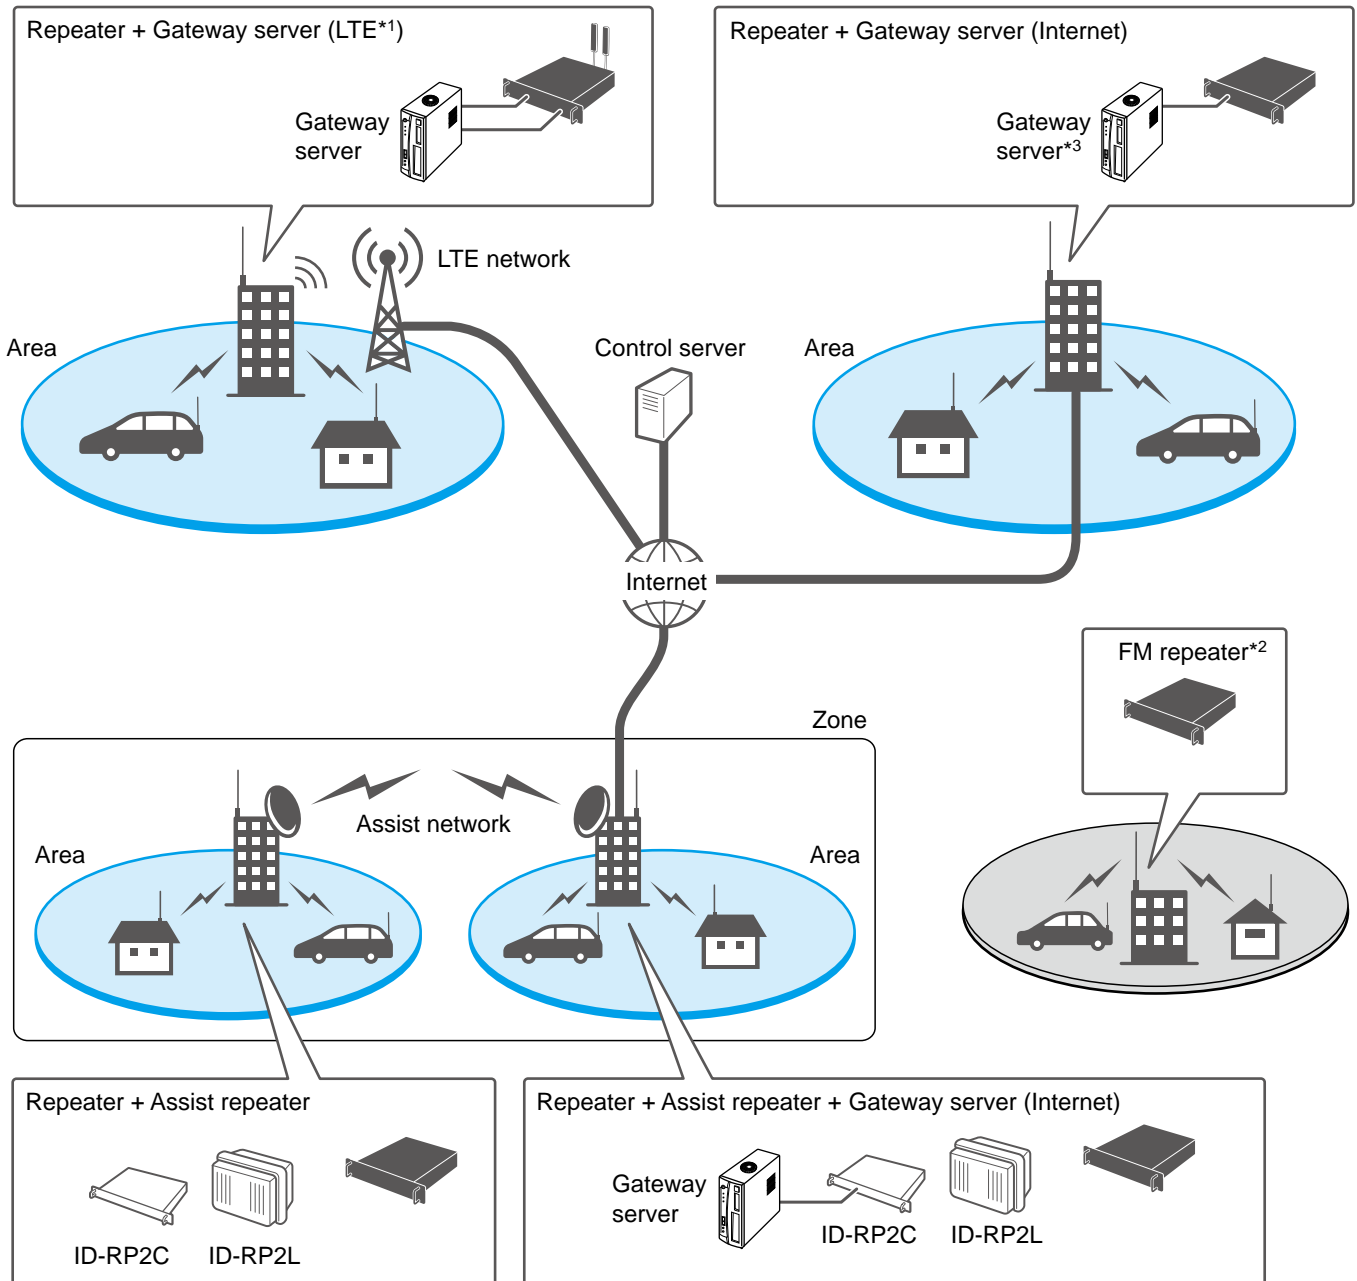 Repeater + Gateway server (LTE*1)
Gateway
server
Repeater + Gateway server (Internet)
Gateway
server*3
LTE network
Area
Control server
Area
Internet
FM repeater*2
Zone
Assist network
Area
Area
Repeater + Assist repeater
ID-RP2C
ID-RP2L
Repeater + Assist repeater + Gateway server (Internet)
Gateway
server
ID-RP2C
ID-RP2L